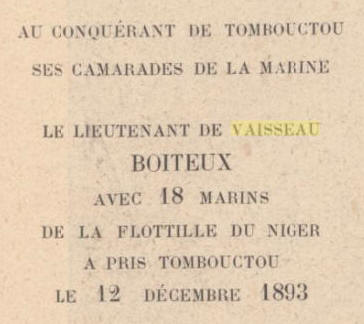 AU CONQUÉRANT DE TOMBOUCTOU
SES CAMARADES DE LA MARINE
LE LIEUTENANT DE VAISSEAU
BOITEUX
AVEC 18 MARINS
DE LA FLOTTILLE DU NIGER
A PRIS TOMBOUCTOU
LE 12 DÉCEMBRE 1893